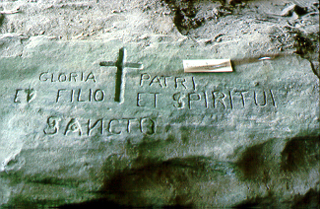 GLORIA PATRI
ET FILIO ET SPIRITUI
SANCTO